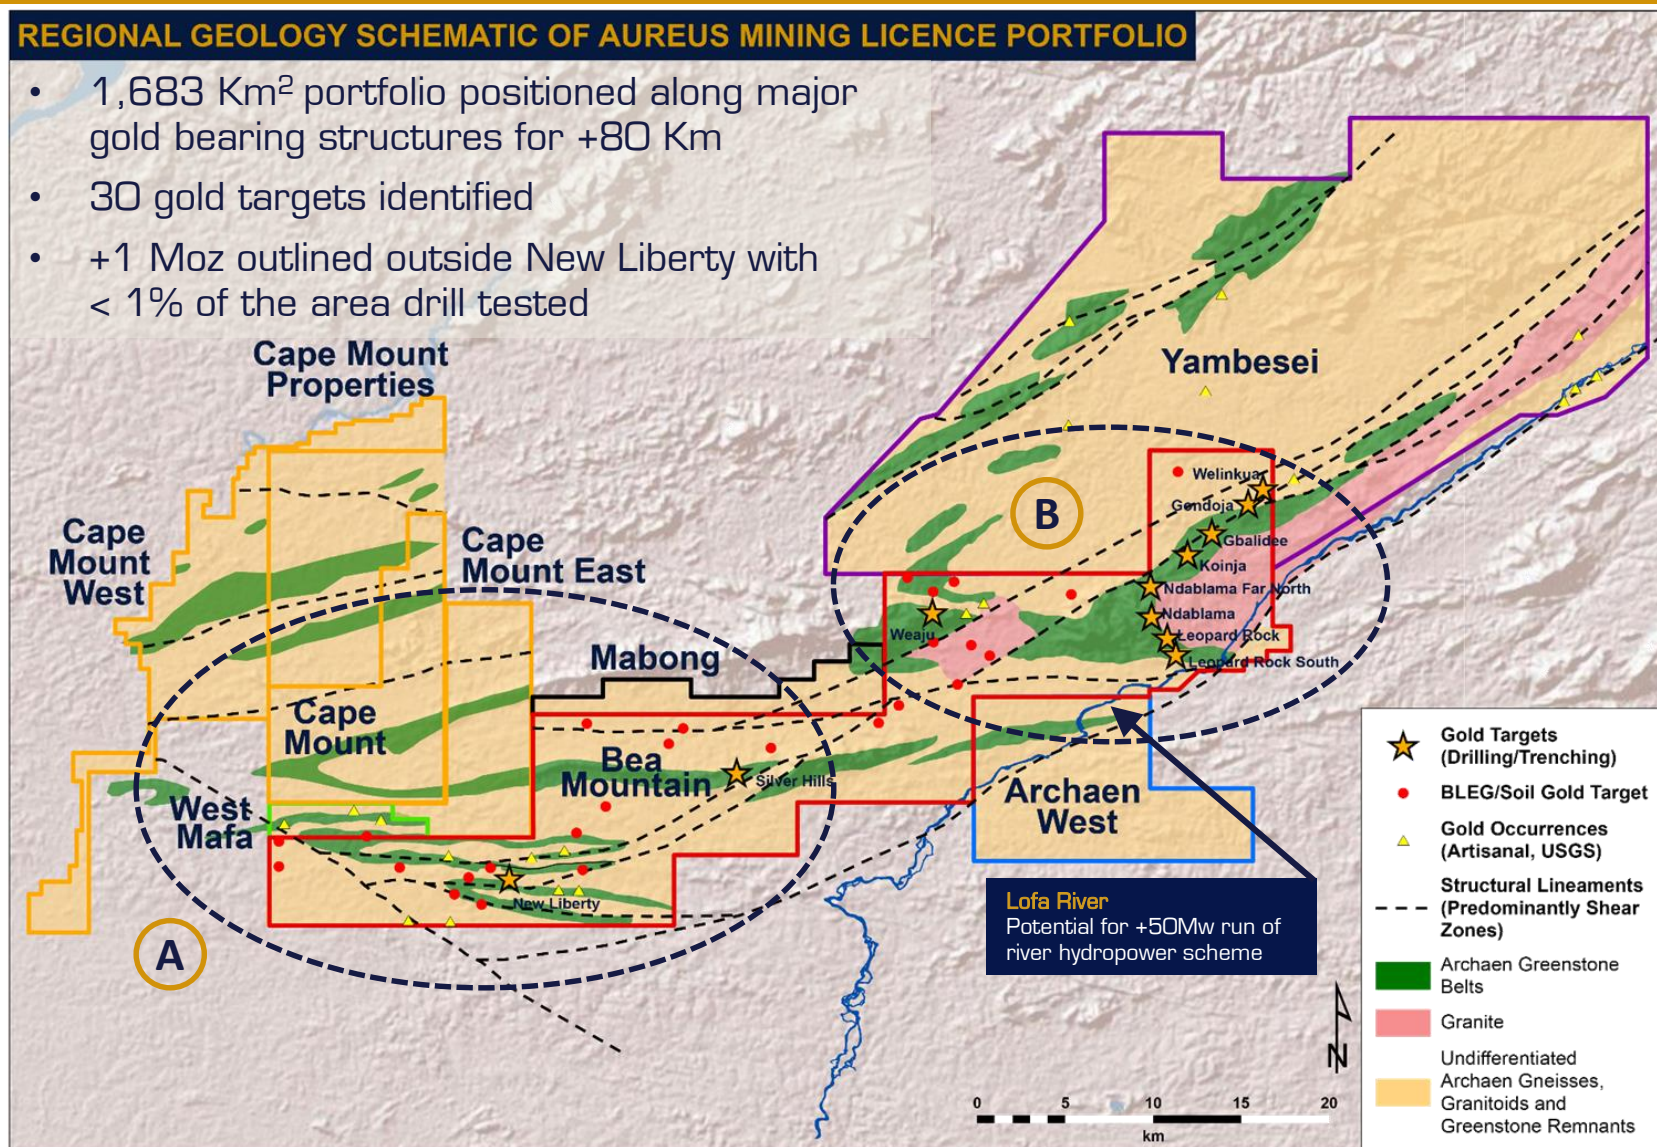 REGIONAL GEOLOGY SCHEMATIC OF AUREUS MINING LICENCE PORTFOLIO
• 1,683 Km² portfolio positioned along major
gold bearing structures for +80 Km
• 30 gold targets identified
• +1 Moz outlined outside New Liberty with
< 1% of the area drill tested
Cape Mount
Properties
Yambesei
Cape
Mount
West
Cape
Mount East
B
Welinkua
Gondoja
Gbalidee
Koinja
Ndablama Far North
Ndablama
Leopard Rock
Leopard Rock South
Weaju
Mabong
Cape
Mount
Bea
Mountain
Silver Hills
West
Mafa
New Liberty
A
Archaen
West
Lofa River
Potential for +50Mw run of
river hydropower scheme
Gold Targets
(Drilling/Trenching)
BLEG/Soil Gold Target
Gold Occurrences
(Artisanal, USGS)
Structural Lineaments
(Predominantly Shear
Zones)
Archaen Greenstone
Belts
Granite
Undifferentiated
Archaen Gneisses,
Granitoids and
Greenstone Remnants
N
0 5 10 15 20
km